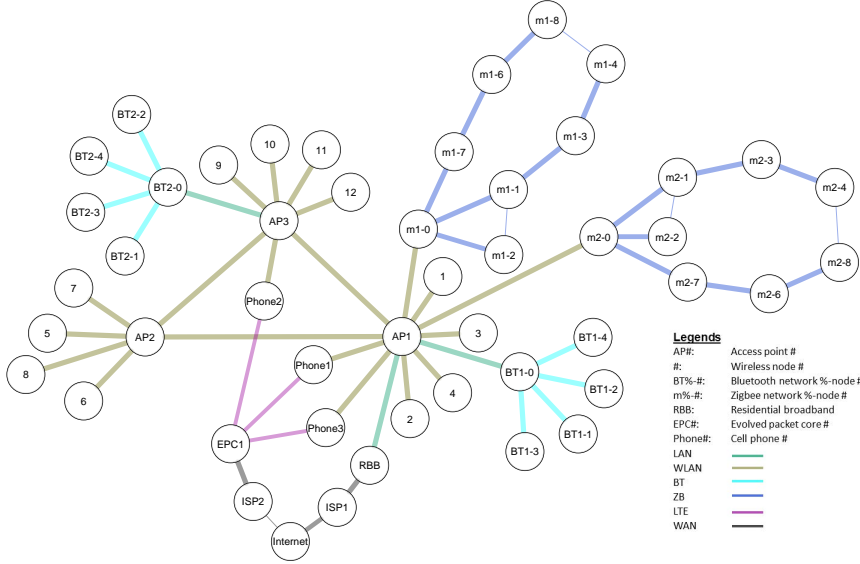 m1-8
m1-4
m1-6
BT2-2
m1-3
10
11
m1-7
BT2-4
9
m2-3
m2-1
BT2-0
m2-4
12
m1-1
BT2-3
AP3
m1-0
m2-0
m2-2
BT2-1
m1-2
m2-8
1
7
m2-7
m2-6
Phone2
5
AP2
AP1
3
BT1-4
Legends
AP#: Access point #
#: Wireless node #
BT%-#: Bluetooth network %-node #
m%-#: Zigbee network %-node #
RBB: Residential broadband
EPC#: Evolved packet core #
Phone#: Cell phone #
LAN
WLAN
BT
ZB
LTE
WAN
8
Phone1
BT1-0
BT1-2
6
4
2
Phone3
BT1-1
EPC1
BT1-3
RBB
ISP2
ISP1
Internet